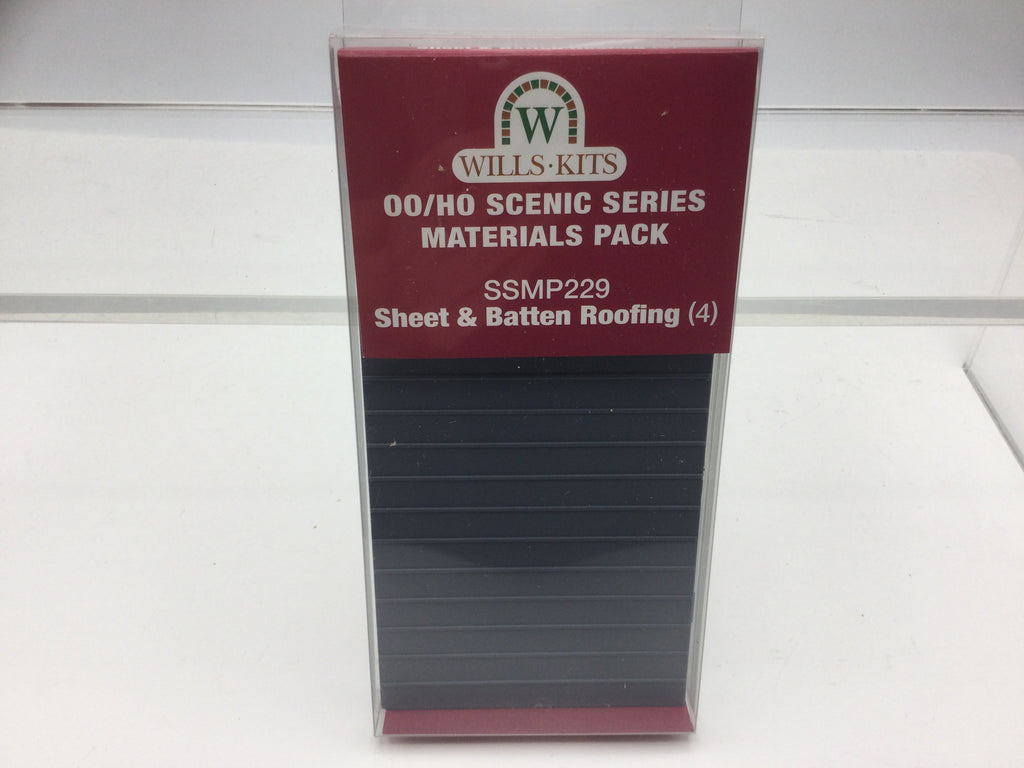 W
WILLS·KITS
OO/HO SCENIC SERIES
MATERIALS PACK
SSMP229
Sheet & Batten Roofing (4)